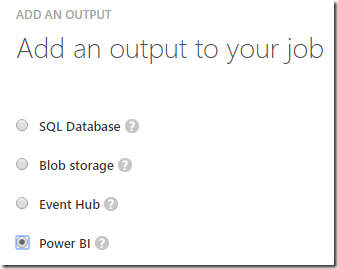 ADD AN OUTPUT
Add an output to your job
SQL Database ?
Blob storage ?
Event Hub ?
Power BI ?